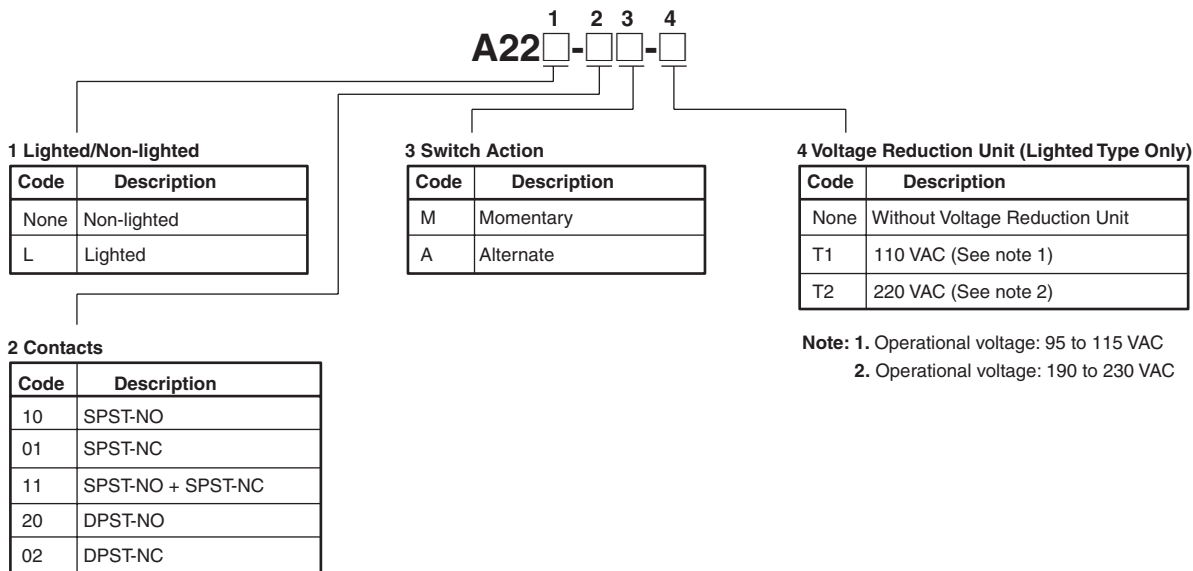 1 2 3 4
A22□-□□-□
1 Lighted/Non-lighted
Code Description
None Non-lighted
L Lighted
2 Contacts
Code Description
10 SPST-NO
01 SPST-NC
11 SPST-NO + SPST-NC
20 DPST-NO
02 DPST-NC
3 Switch Action
Code Description
M Momentary
A Alternate
4 Voltage Reduction Unit (Lighted Type Only)
Code Description
None Without Voltage Reduction Unit
T1 110 VAC (See note 1)
T2 220 VAC (See note 2)
Note: 1. Operational voltage: 95 to 115 VAC
2. Operational voltage: 190 to 230 VAC